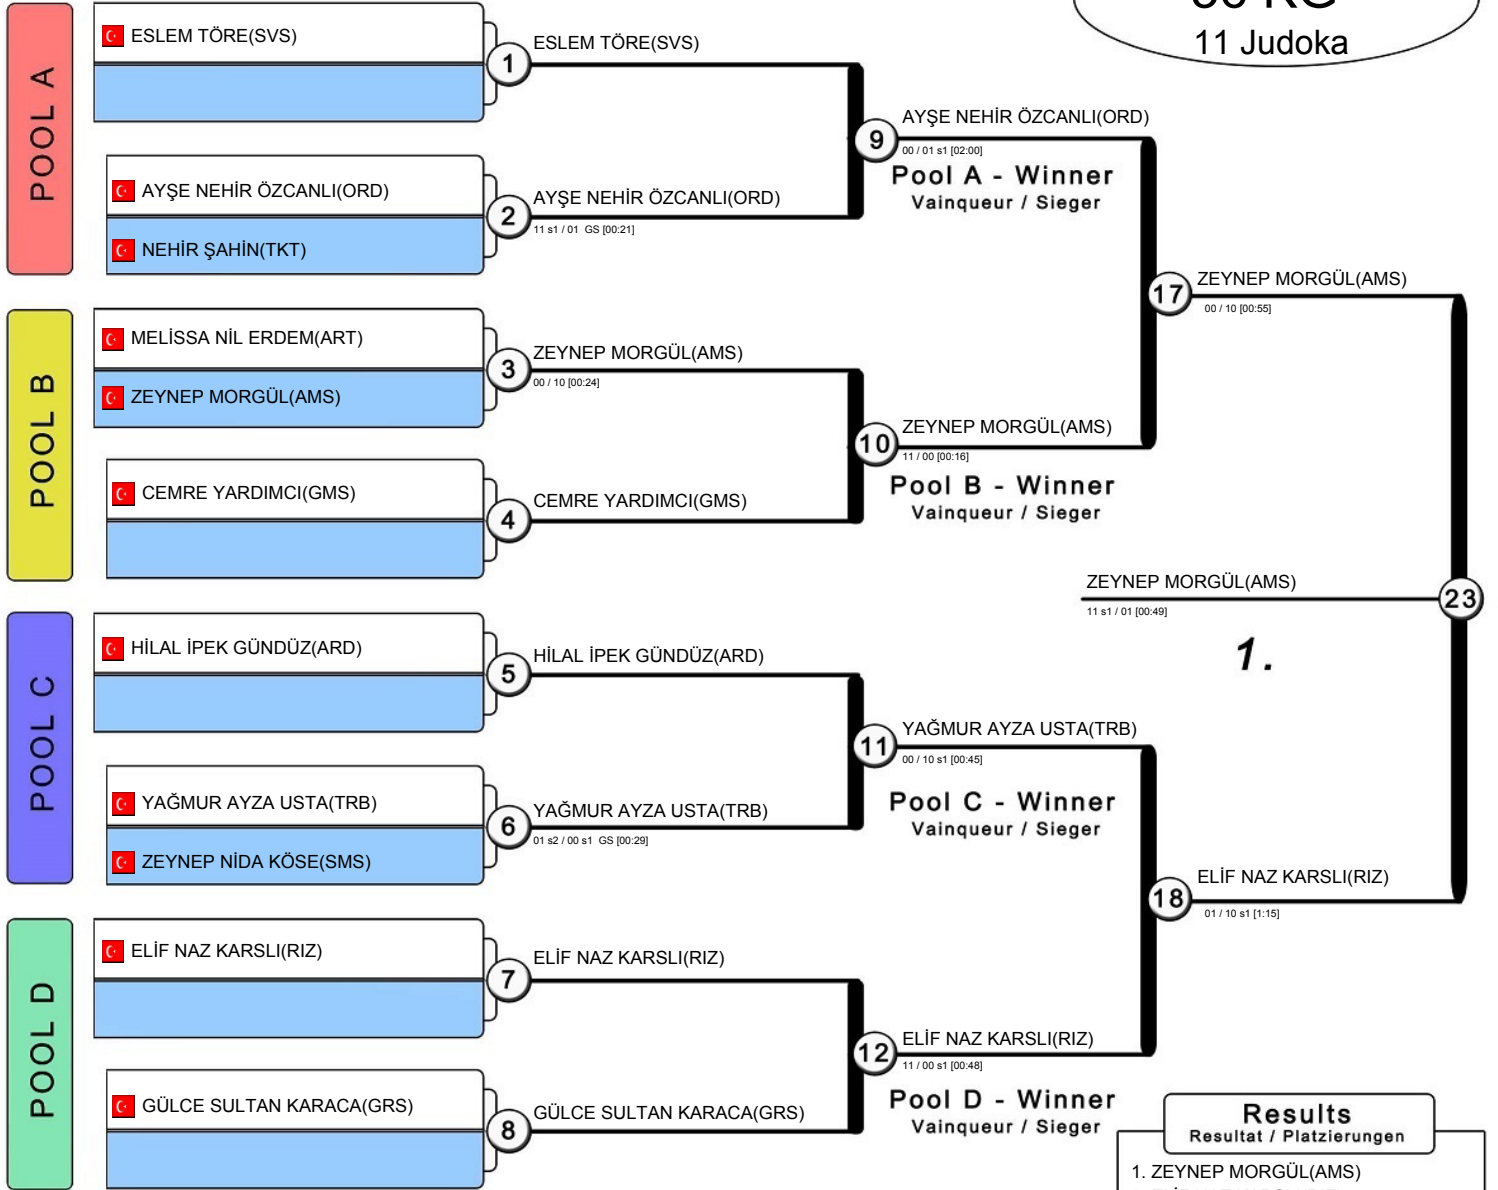 KG
11 Judoka
POOL A
ESLEM TÖRE(SVS)
1
ESLEM TÖRE(SVS)
AYŞE NEHİR ÖZCANLI(ORD)
NEHİR ŞAHİN(TKT)
2
AYŞE NEHİR ÖZCANLI(ORD)
11 s1 / 01 GS [00:21]
9
AYŞE NEHİR ÖZCANLI(ORD)
00 / 01 s1 [02:00]
Pool A - Winner
Vainqueur / Sieger
POOL B
MELİSSA NİL ERDEM(ART)
ZEYNEP MORGÜL(AMS)
3
ZEYNEP MORGÜL(AMS)
00 / 10 [00:24]
CEMRE YARDIMCI(GMS)
4
CEMRE YARDIMCI(GMS)
10
ZEYNEP MORGÜL(AMS)
11 / 00 [00:16]
Pool B - Winner
Vainqueur / Sieger
17
ZEYNEP MORGÜL(AMS)
00 / 10 [00:55]
ZEYNEP MORGÜL(AMS)
11 s1 / 01 [00:49]
23
1.
POOL C
HİLAL İPEK GÜNDÜZ(ARD)
5
HİLAL İPEK GÜNDÜZ(ARD)
YAĞMUR AYZA USTA(TRB)
ZEYNEP NİDA KÖSE(SMS)
6
YAĞMUR AYZA USTA(TRB)
01 s2 / 00 s1 GS [00:29]
11
YAĞMUR AYZA USTA(TRB)
00 / 10 s1 [00:45]
Pool C - Winner
Vainqueur / Sieger
18
ELİF NAZ KARSLI(RIZ)
01 / 10 s1 [1:15]
POOL D
ELİF NAZ KARSLI(RIZ)
7
ELİF NAZ KARSLI(RIZ)
GÜLCE SULTAN KARACA(GRS)
8
GÜLCE SULTAN KARACA(GRS)
12
ELİF NAZ KARSLI(RIZ)
11 / 00 s1 [00:48]
Pool D - Winner
Vainqueur / Sieger
Results
Resultat / Platzierungen
1. ZEYNEP MORGÜL(AMS)